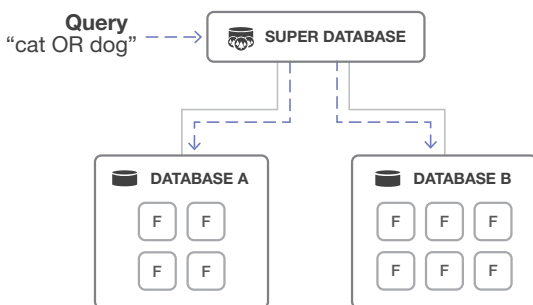 Query
“cat OR dog”
SUPER DATABASE
DATABASE A
F F
F F
DATABASE B
F F F
F F F